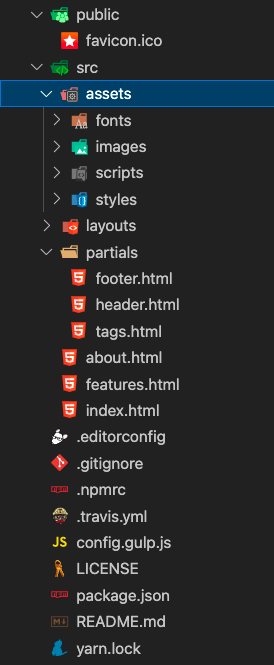 public
favicon.ico
src
assets
fonts
images
scripts
styles
layouts
partials
footer.html
header.html
tags.html
about.html
features.html
index.html
.editorconfig
.gitignore
.npmrc
.travis.yml
JS config.gulp.js
LICENSE
package.json
README.md
yarn.lock